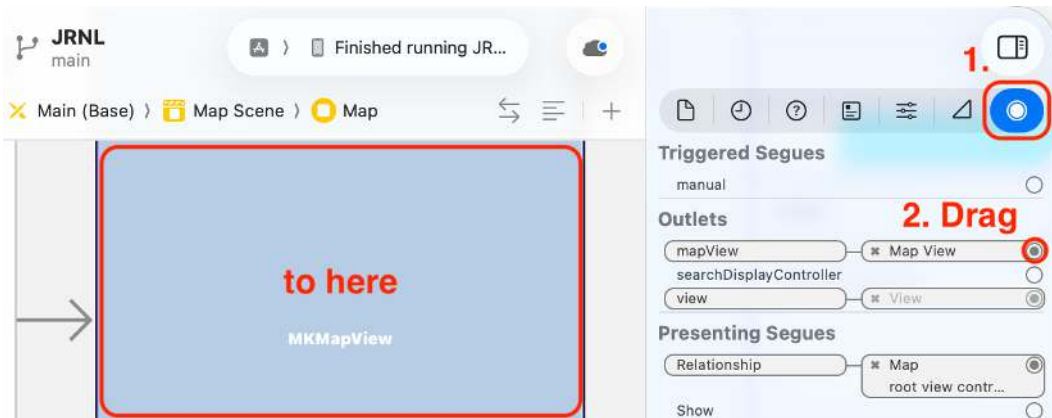 JRNL
main
Finished running JR...
1.
Main (Base) 〉 Map Scene 〉 Map
Triggered Segues
manual
Outlets
2. Drag
mapView
Map View
searchDisplayController
view
View
to here
MKMapView
Presenting Segues
Relationship
Map
root view contr...
Show